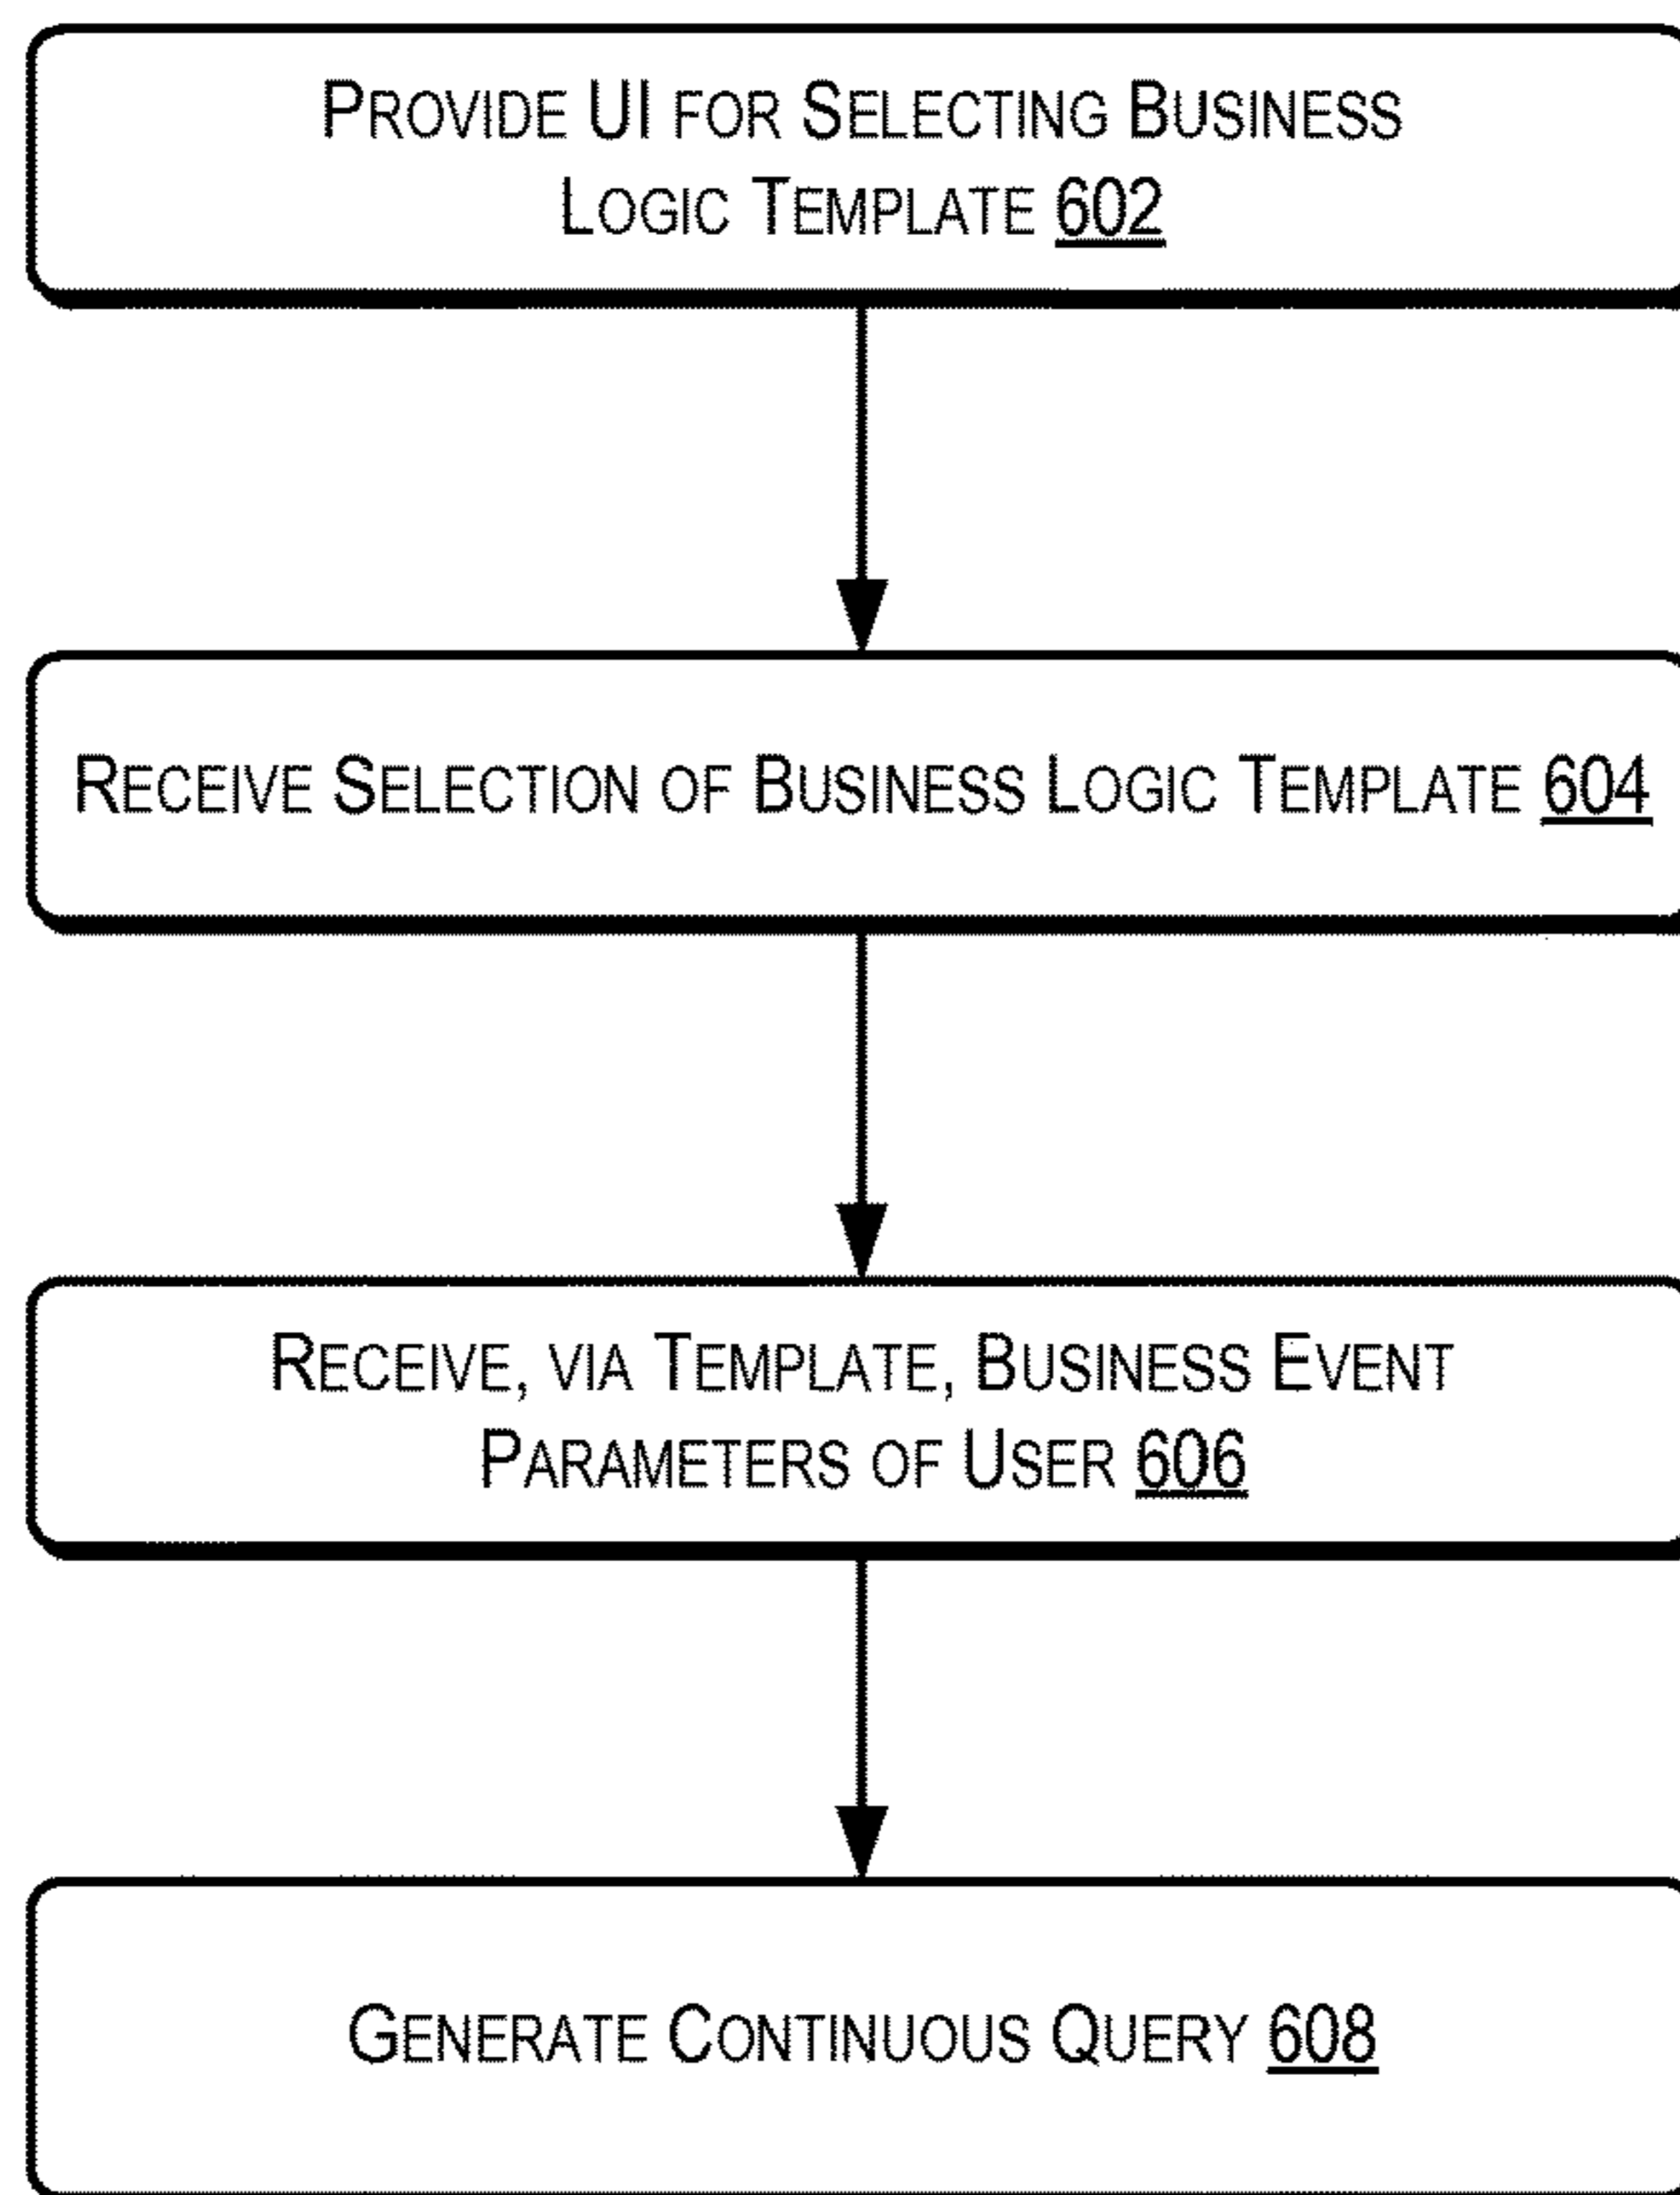 PROVIDE UI FOR SELECTING BUSINESS
LOGIC TEMPLATE 602
RECEIVE SELECTION OF BUSINESS LOGIC TEMPLATE 604
RECEIVE, VIA TEMPLATE, BUSINESS EVENT
PARAMETERS OF USER 606
GENERATE CONTINUOUS QUERY 608